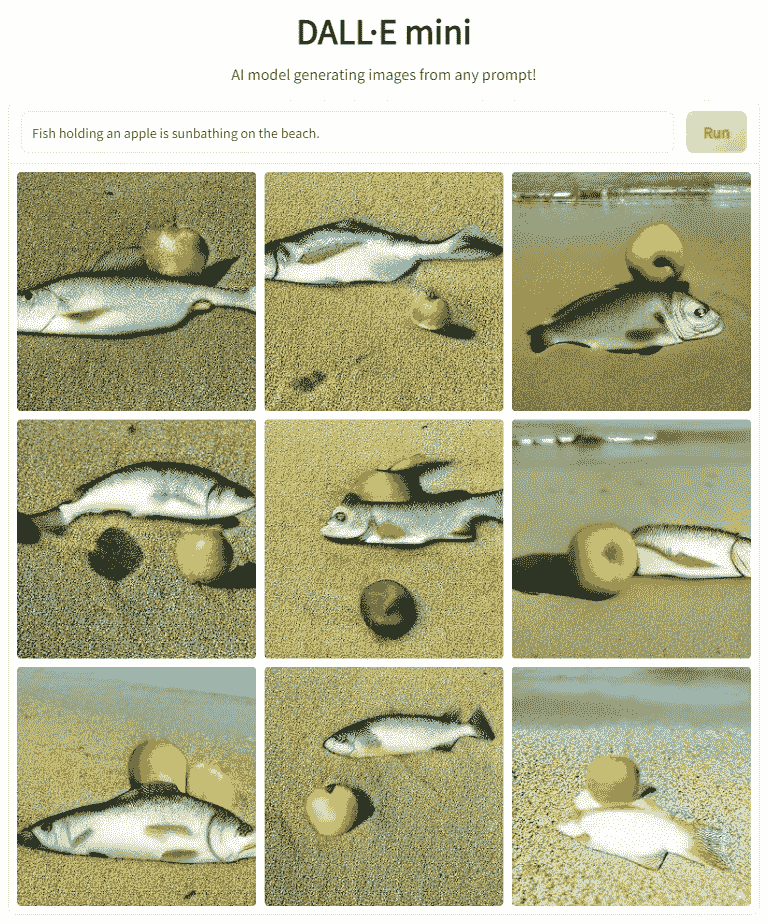 DALL·E mini
AI model generating images from any prompt!
Fish holding an apple is sunbathing on the beach.
Run